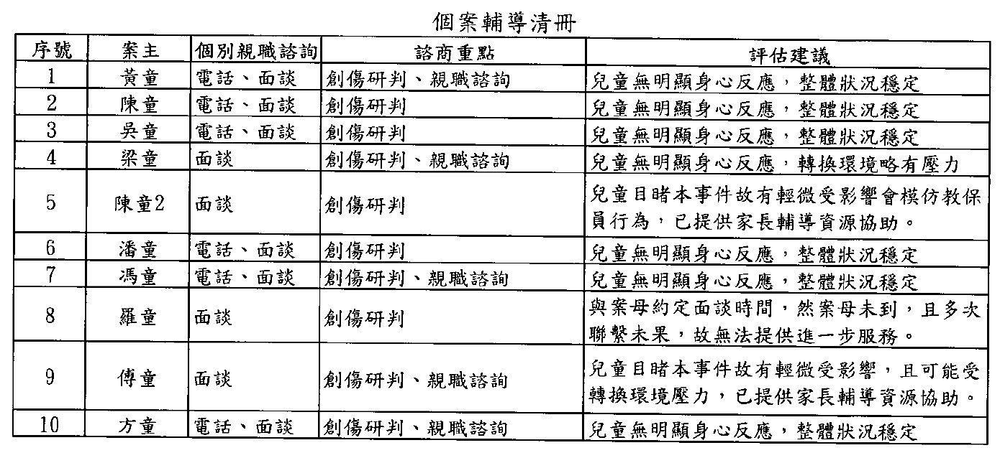 個案輔導清冊
序號 案主 個別親職諮詢 諮商重點 評估建議
1 黃童 電話、面談 創傷研判、親職諮詢 兒童無明顯身心反應，整體狀況穩定
2 陳童 電話、面談 創傷研判 兒童無明顯身心反應，整體狀況穩定
3 吳童 電話、面談 創傷研判 兒童無明顯身心反應，整體狀況穩定
4 梁童 面談 創傷研判、親職諮詢 兒童無明顯身心反應，轉換環境略有壓力
5 陳童2 面談 創傷研判 兒童目睹本事件故有輕微受影響會模仿教保
員行為，已提供家長輔導資源協助。
6 潘童 電話、面談 創傷研判 兒童無明顯身心反應，整體狀況穩定
7 馮童 電話、面談 創傷研判、親職諮詢 兒童無明顯身心反應，整體狀況穩定
8 羅童 面談 創傷研判 與案母約定面談時間，然案母未到，且多次
聯繫未果，故無法提供進一步服務。
9 傅童 面談 創傷研判、親職諮詢 兒童目睹本事件故有輕微受影響，且可能受
轉換環境壓力，已提供家長輔導資源協助。
10 方童 電話、面談 創傷研判、親職諮詢 兒童無明顯身心反應，整體狀況穩定